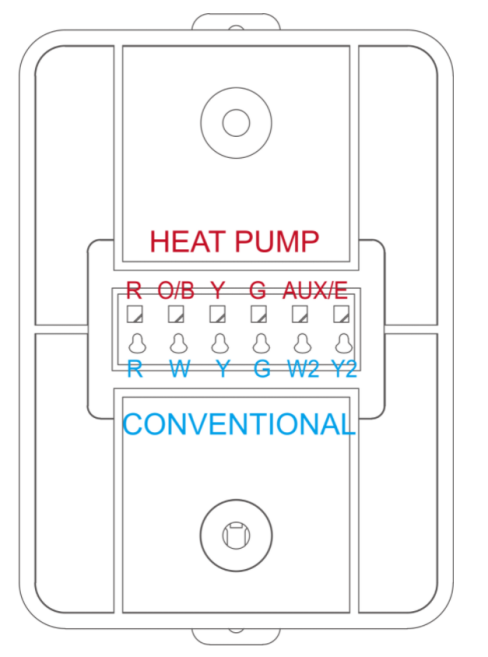 HEAT PUMP
R O/B Y G AUX/E
R W Y G W2 Y2
CONVENTIONAL